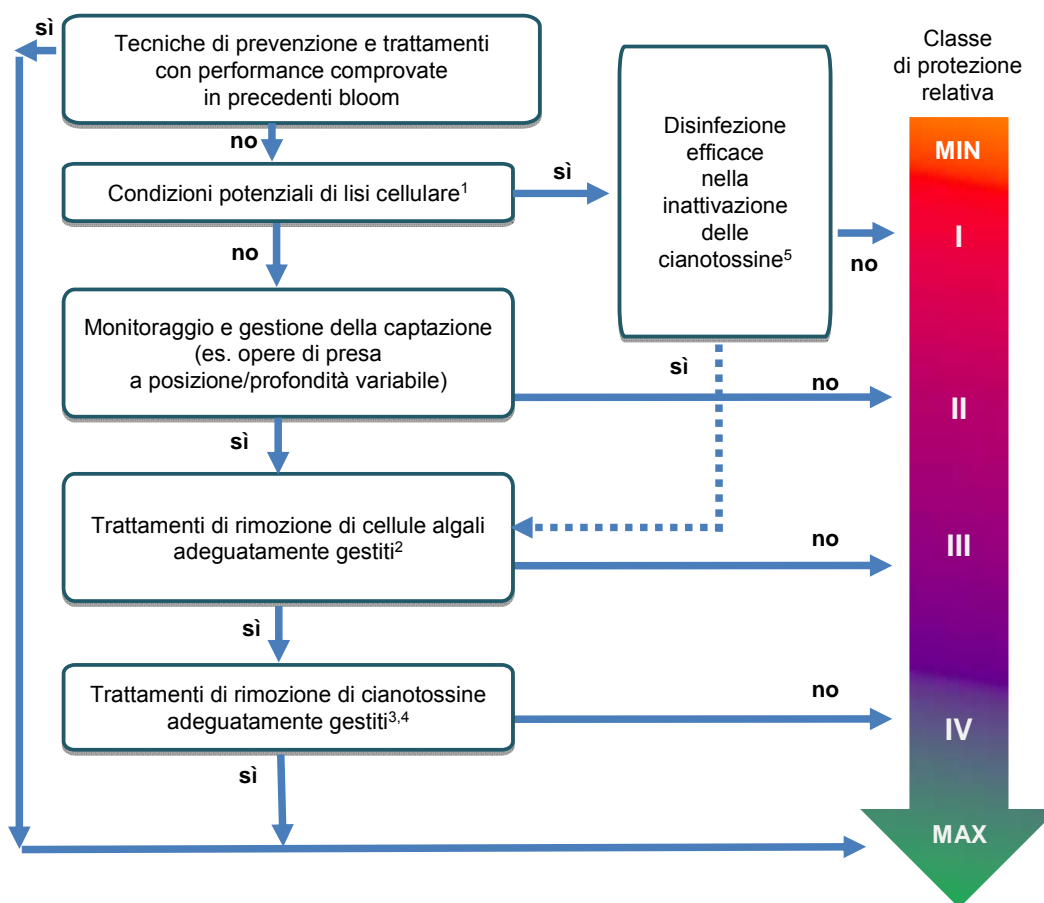 sì
Tecniche di prevenzione e trattamenti
con performance comprovate
in precedenti bloom
no
Condizioni potenziali di lisi cellulare¹
sì
no
Disinfezione
efficace
nella
inattivazione
delle
cianotossine⁵
no
sì
Monitoraggio e gestione della captazione
(es. opere di presa
a posizione/profondità variabile)
no
sì
Trattamenti di rimozione di cellule algali
adeguatamente gestiti²
no
sì
Trattamenti di rimozione di cianotossine
adeguatamente gestiti³,⁴
no
sì
Classe
di protezione
relativa
MIN
I
II
III
IV
MAX